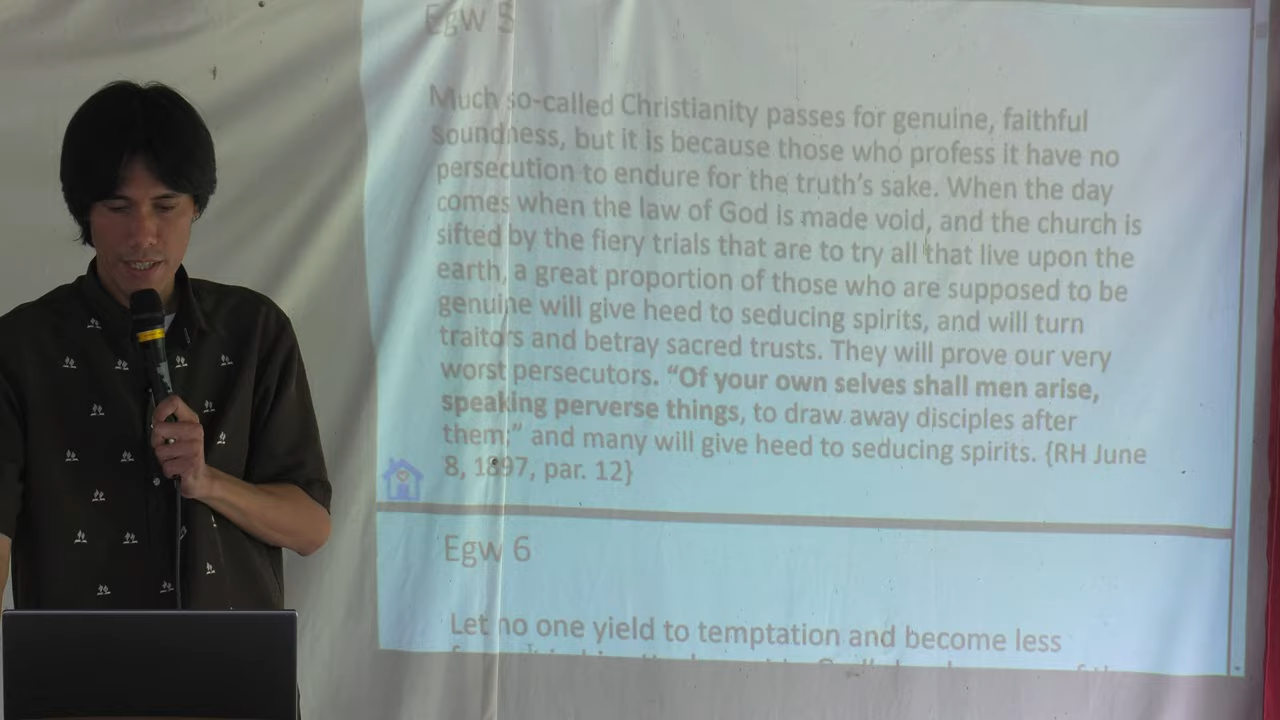 Egw 5
Much so-called Christianity passes for genuine, faithful
soundness, but it is because those who profess it have no
persecution to endure for the truth's sake. When the day
comes when the law of God is made void, and the church is
sifted by the fiery trials that are to try all that live upon the
earth, a great proportion of those who are supposed to be
genuine will give heed to seducing spirits, and will turn
traitors and betray sacred trusts. They will prove our very
worst persecutors. “Of your own selves shall men arise,
speaking perverse things, to draw away disciples after
them;” and many will give heed to seducing spirits. {RH June
8, 1897, par. 12}
Egw 6
Let no one yield to temptation and become less